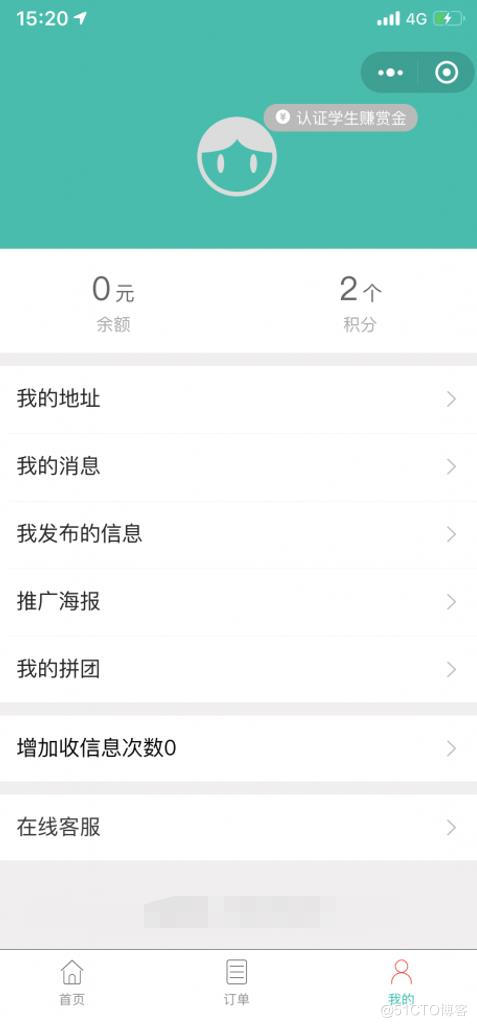 15:20
4G
认证学生赚赏金
0元
2个
余额
积分
我的地址
我的消息
我发布的信息
推广海报
我的拼团
增加收信息次数0
在线客服
首页
订单
我的
@51CTO博客